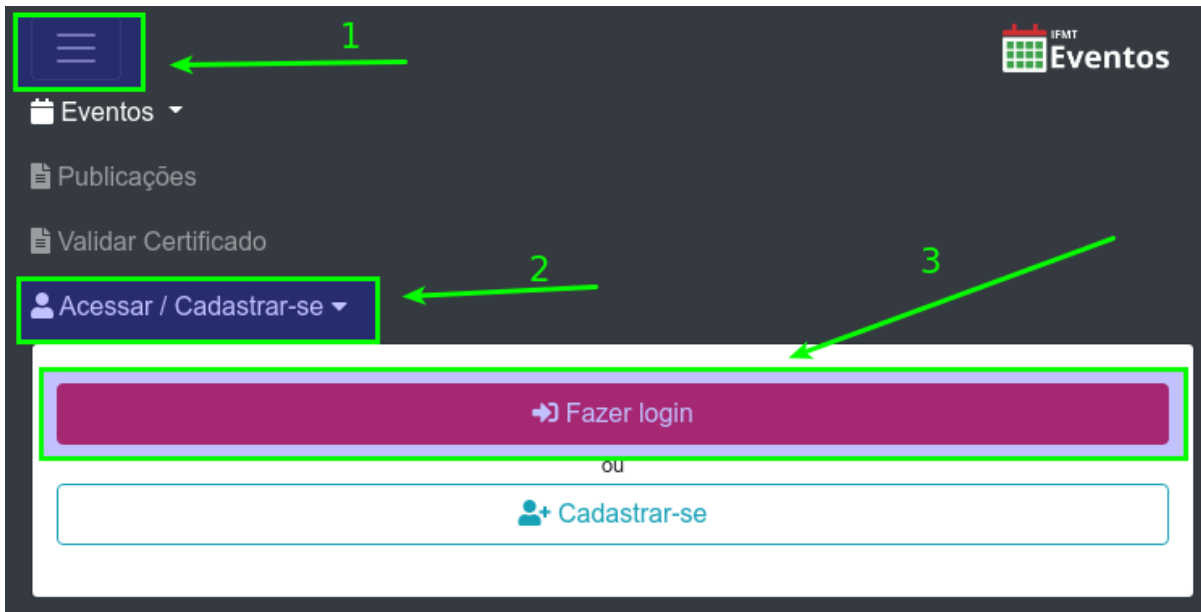 1
IFMT
Eventos
Eventos
Publicações
Validar Certificado
2
3
Acessar / Cadastrar-se
Fazer login
ou
Cadastrar-se